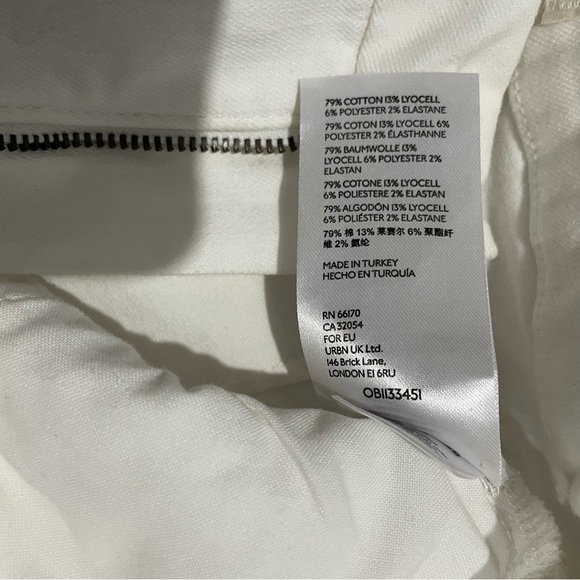 79% COTTON 13% LYOCELL
6% POLYESTER 2% ELASTANE
79% COTON 13% LYOCELL 6%
POLYESTER 2% ÉLASTHANNE
79% BAUMWOLLE 13%
LYOCELL 6% POLYESTER 2%
ELASTAN
79% COTONE 13% LYOCELL
6% POLIESTERE 2% ELASTANE
79% ALGODÓN 13% LYOCELL
6% POLIÉSTER 2% ELASTANE
79% 棉 13% 莱赛尔 6% 聚酯纤
维 2% 氨纶
MADE IN TURKEY
HECHO EN TURQUÍA
RN 66170
CA 32054
FOR EU
URBN UK Ltd.
146 Brick Lane,
LONDON E1 6RU
OB1133451